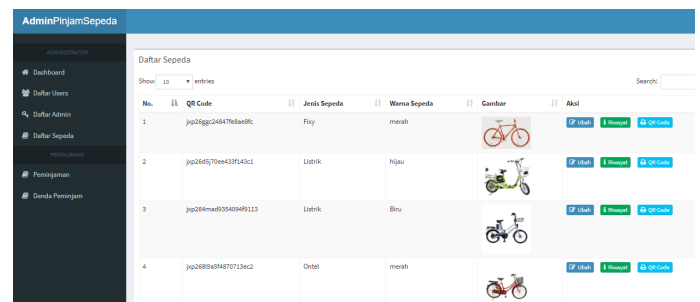 AdminPinjamSepeda
ADMINISTRATOR
Dashboard
Daftar Users
Daftar Admin
Daftar Sepeda
PEMINJAMAN
Peminjaman
Denda Peminjam
Daftar Sepeda
Show 10 entries
Search:
No. QR Code Jenis Sepeda Warna Sepeda Gambar Aksi
1 jxp26ggc24847fe8ae8fc Fixy merah Ubah Riwayat QR Code
2 jxp26d5j70ee433f143c1 Listrik hijau Ubah Riwayat QR Code
3 jxp264mad9354094f9113 Listrik Biru Ubah Riwayat QR Code
4 jxp268l9a5f4870713ec2 Ontel merah Ubah Riwayat QR Code